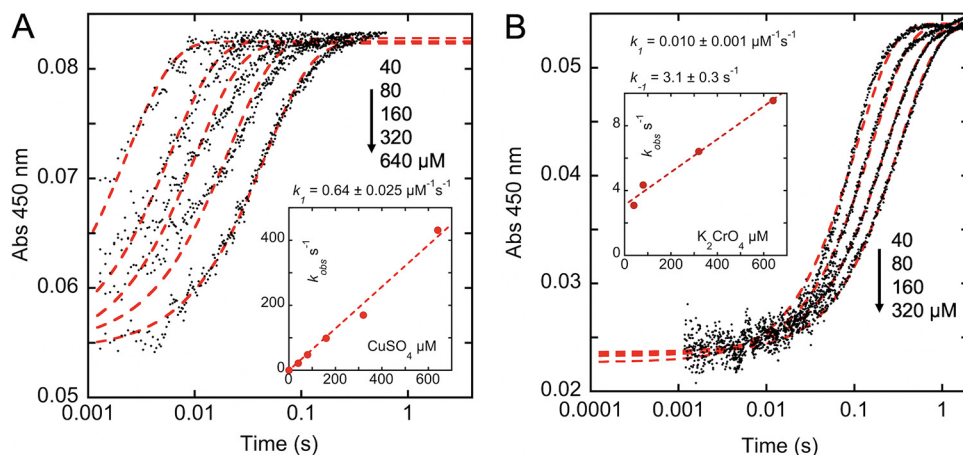 A
Abs 450 nm
0.08
0.07
0.06
0.05
0.001
0.01
0.1
1
Time (s)
40
80
160
320
640 µM
k1 = 0.64 ± 0.025 µM-1s-1
kobs s-1
400
200
0
0
200
400
600
CuSO4 µM
B
Abs 450 nm
0.05
0.04
0.03
0.02
0.0001
0.001
0.01
0.1
1
Time (s)
k1 = 0.010 ± 0.001 µM-1s-1
k-1 = 3.1 ± 0.3 s-1
kobs s-1
8
4
0
0
200
400
600
K2CrO4 µM
40
80
160
320 µM